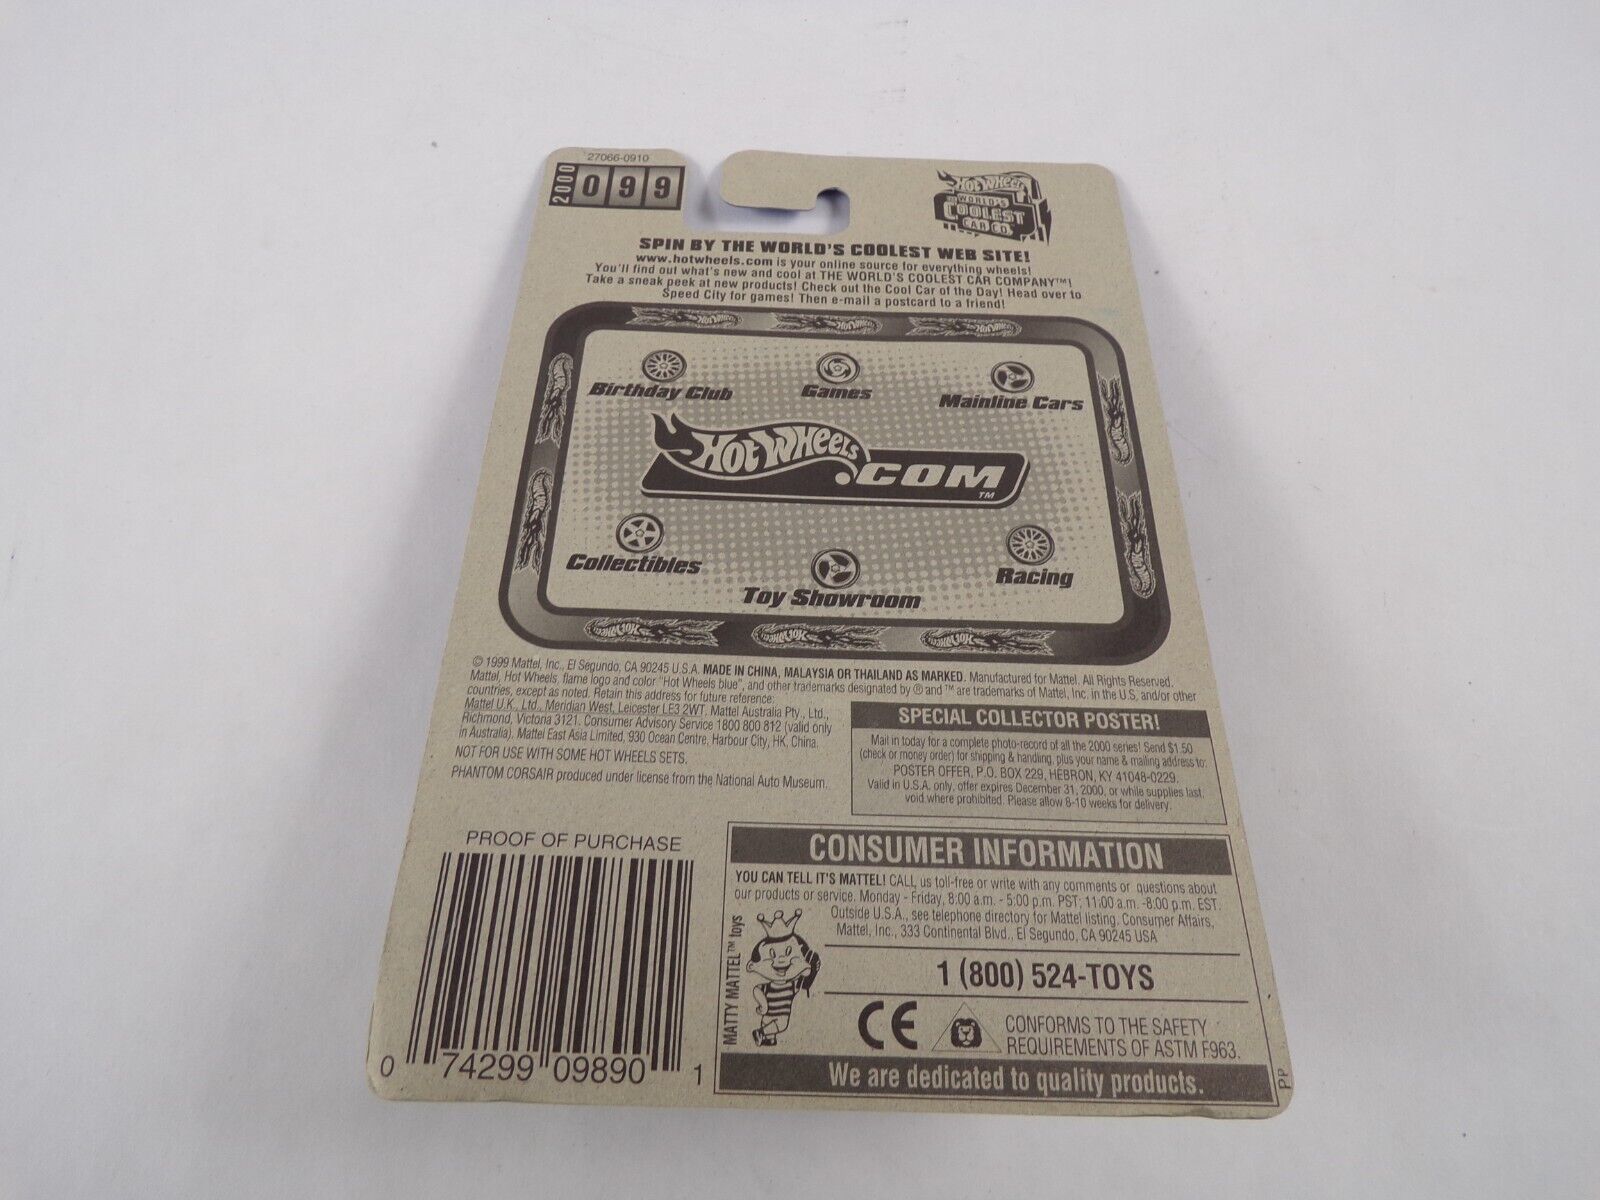 27066-0910
2000
099
HOT WHEELS
WORLD'S
COOLEST
CAR CO.
SPIN BY THE WORLD'S COOLEST WEB SITE!
www.hotwheels.com is your online source for everything wheels!
You'll find out what's new and cool at THE WORLD'S COOLEST CAR COMPANY™!
Take a sneak peek at new products! Check out the Cool Car of the Day! Head over to
Speed City for games! Then e-mail a postcard to a friend!
Birthday Club
Games
Mainline Cars
HOT WHEELS.COM™
Collectibles
Toy Showroom
Racing
© 1999 Mattel, Inc., El Segundo, CA 90245 U.S.A. MADE IN CHINA, MALAYSIA OR THAILAND AS MARKED. Manufactured for Mattel. All Rights Reserved.
Mattel, Hot Wheels, flame logo and color "Hot Wheels blue", and other trademarks designated by ® and ™ are trademarks of Mattel, Inc. in the U.S. and/or other
countries, except as noted. Retain this address for future reference:
Mattel U.K., Ltd., Meridian West, Leicester LE3 2WT. Mattel Australia Pty., Ltd.,
Richmond, Victoria 3121. Consumer Advisory Service 1800 800 812 (valid only
in Australia). Mattel East Asia Limited, 930 Ocean Centre, Harbour City, HK, China.
NOT FOR USE WITH SOME HOT WHEELS SETS.
PHANTOM CORSAIR produced under license from the National Auto Museum.
SPECIAL COLLECTOR POSTER!
Mail in today for a complete photo-record of all the 2000 series! Send $1.50
(check or money order) for shipping & handling, plus your name & mailing address to:
POSTER OFFER, P.O. BOX 229, HEBRON, KY 41048-0229.
Valid in U.S.A. only, offer expires December 31, 2000, or while supplies last;
void where prohibited. Please allow 8-10 weeks for delivery.
PROOF OF PURCHASE
0 74299 09890 1
CONSUMER INFORMATION
YOU CAN TELL IT'S MATTEL! CALL us toll-free or write with any comments or questions about
our products or service. Monday - Friday, 8:00 a.m. - 5:00 p.m. PST; 11:00 a.m. -8:00 p.m. EST.
Outside U.S.A., see telephone directory for Mattel listing. Consumer Affairs,
Mattel, Inc., 333 Continental Blvd., El Segundo, CA 90245 USA
MATTY MATTEL™ toys
1 (800) 524-TOYS
CE
CONFORMS TO THE SAFETY
REQUIREMENTS OF ASTM F963.
We are dedicated to quality products.
PP